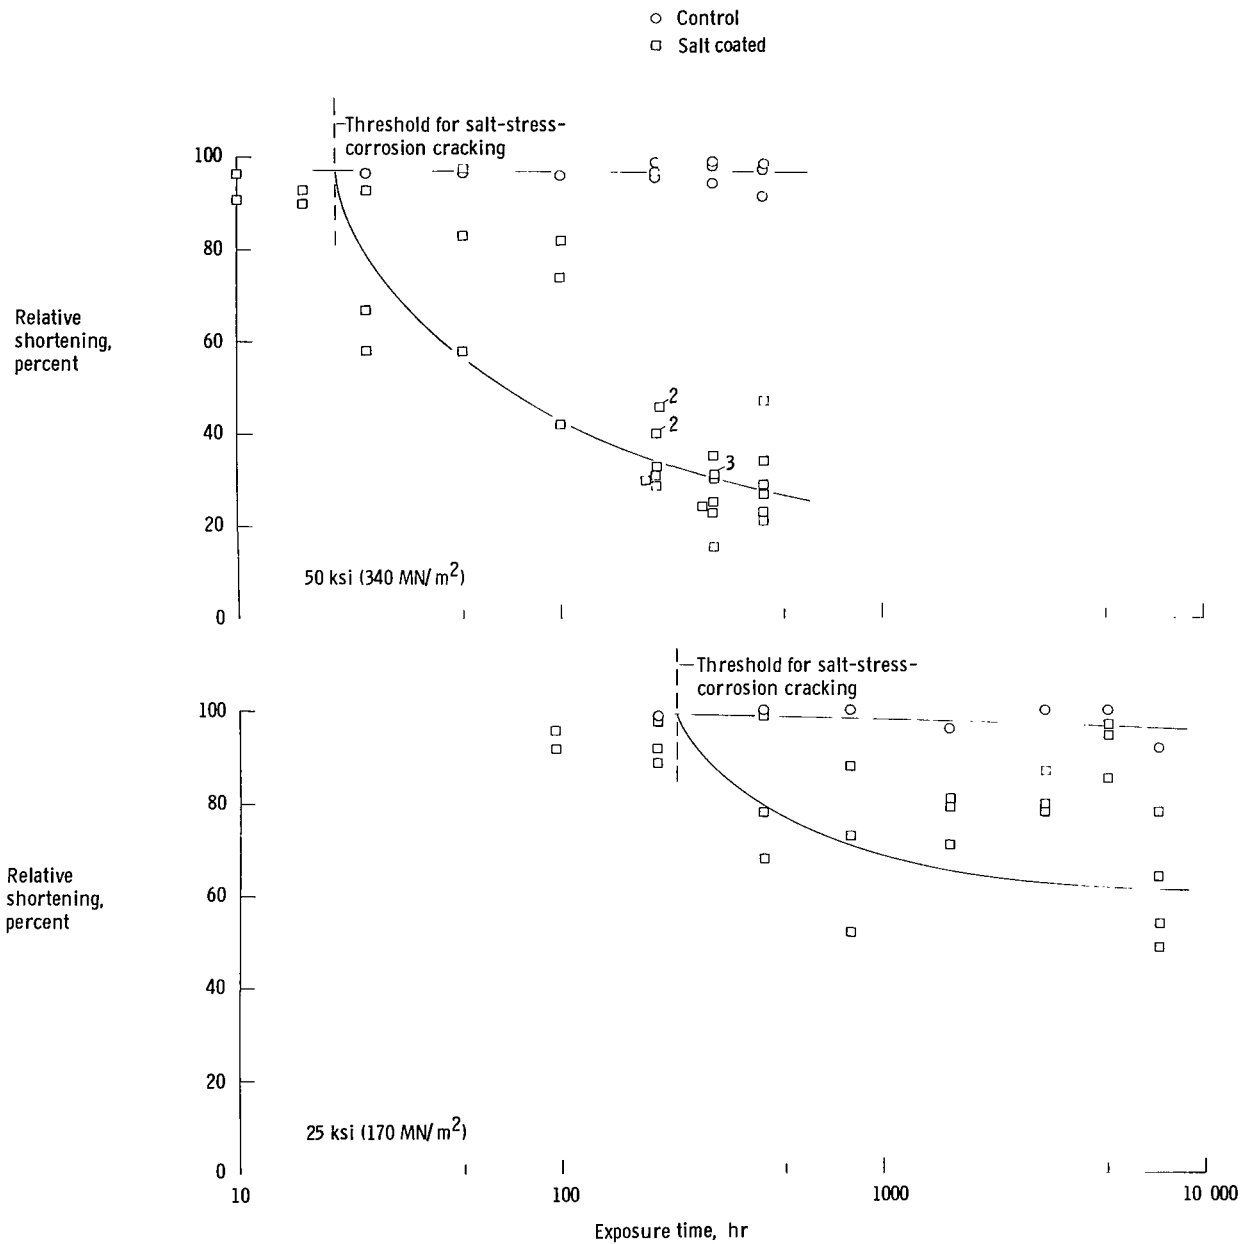 Control
Salt coated
Threshold for salt-stress-
corrosion cracking
100
80
60
40
20
0
Relative
shortening,
percent
2
2
3
50 ksi (340 MN/m2)
Threshold for salt-stress-
corrosion cracking
100
80
60
40
20
0
Relative
shortening,
percent
25 ksi (170 MN/m2)
10
100
1000
10 000
Exposure time, hr